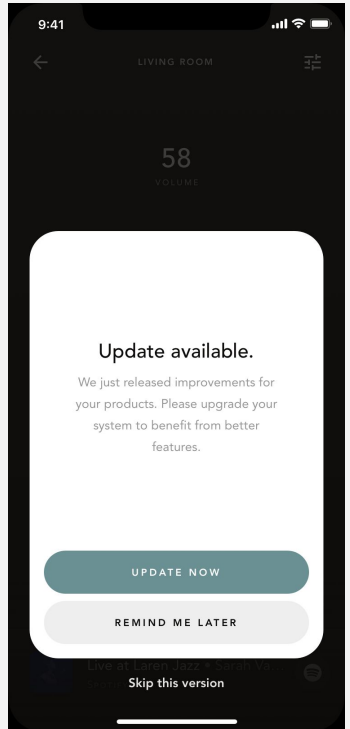 9:41
LIVING ROOM
58
VOLUME
Update available.
We just released improvements for
your products. Please upgrade your
system to benefit from better
features.
UPDATE NOW
REMIND ME LATER
Live at Laren Jazz • Sarah Va
Skip this version